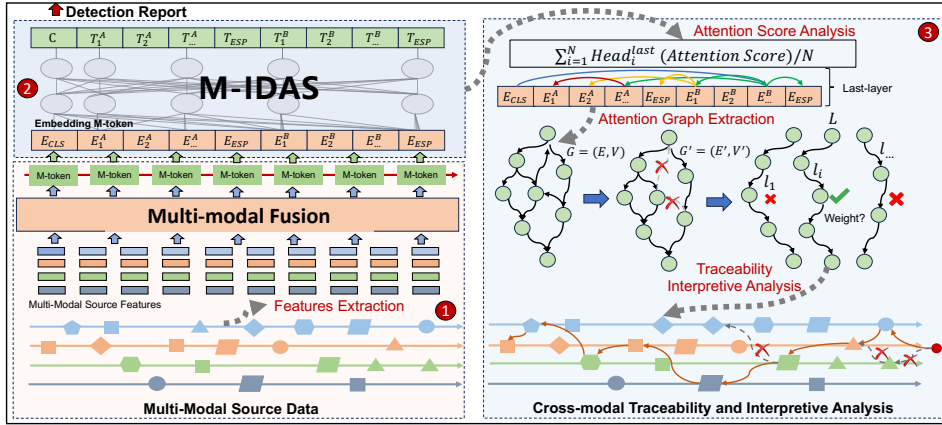 Detection Report
C T_1^A T_2^A T_…^A T_ESP T_1^B T_2^B T_…^B T_ESP
2
M-IDAS
Embedding M-token
E_CLS E_1^A E_2^A E_…^A E_ESP E_1^B E_2^B E_…^B E_ESP
M-token M-token M-token M-token M-token M-token M-token
Multi-modal Fusion
Multi-Modal Source Features
Features Extraction
1
Multi-Modal Source Data
Attention Score Analysis
3
∑_{i=1}^{N} Head_i^{last} (Attention Score)/N
E_CLS E_1^A E_2^A E_…^A E_ESP E_1^B E_2^B E_…^B E_ESP
Last-layer
Attention Graph Extraction
L
G = (E, V)
G' = (E', V')
l_1 l_i l_…
Weight?
Traceability
Interpretive Analysis
Cross-modal Traceability and Interpretive Analysis